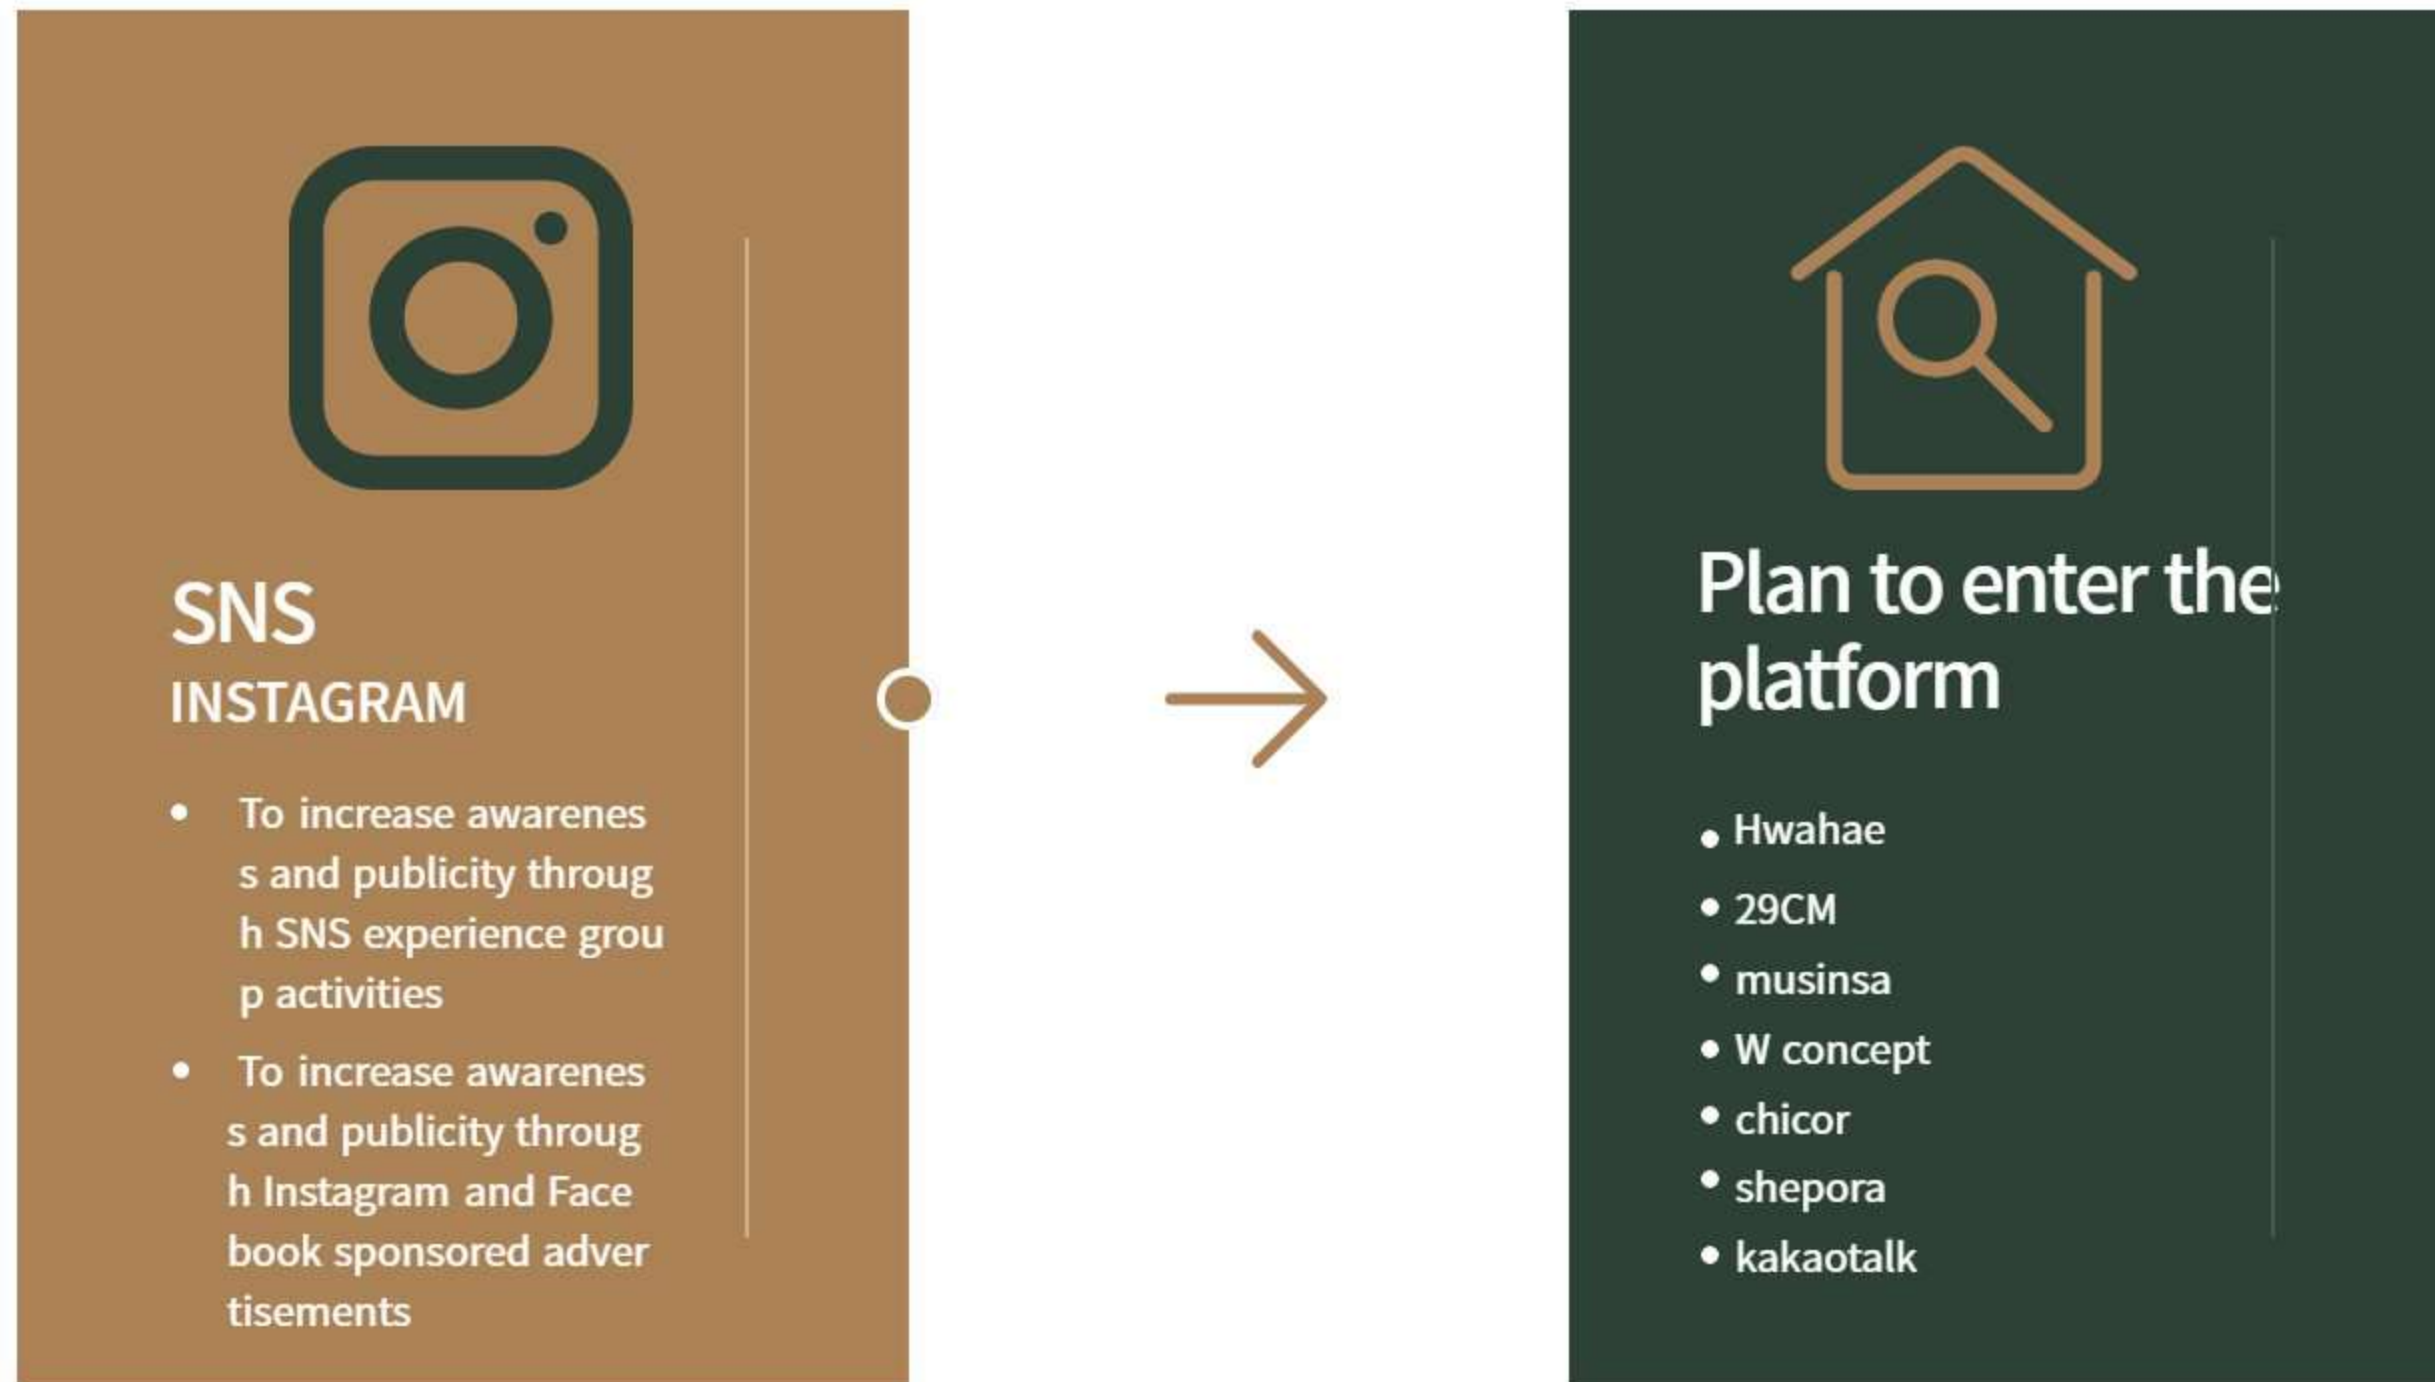 SNS
INSTAGRAM
• To increase awarenes
s and publicity throug
h SNS experience grou
p activities
• To increase awarenes
s and publicity throug
h Instagram and Face
book sponsored adver
tisements
Plan to enter the
platform
• Hwahae
• 29CM
• musinsa
• W concept
• chicor
• shepora
• kakaotalk